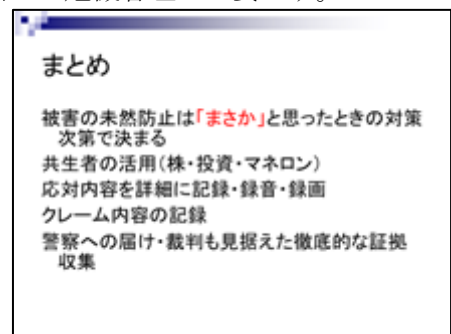 まとめ
被害の未然防止は「まさか」と思ったときの対策
次第で決まる
共生者の活用（株・投資・マネロン）
応対内容を詳細に記録・録音・録画
クレーム内容の記録
警察への届け・裁判も見据えた徹底的な証拠
収集